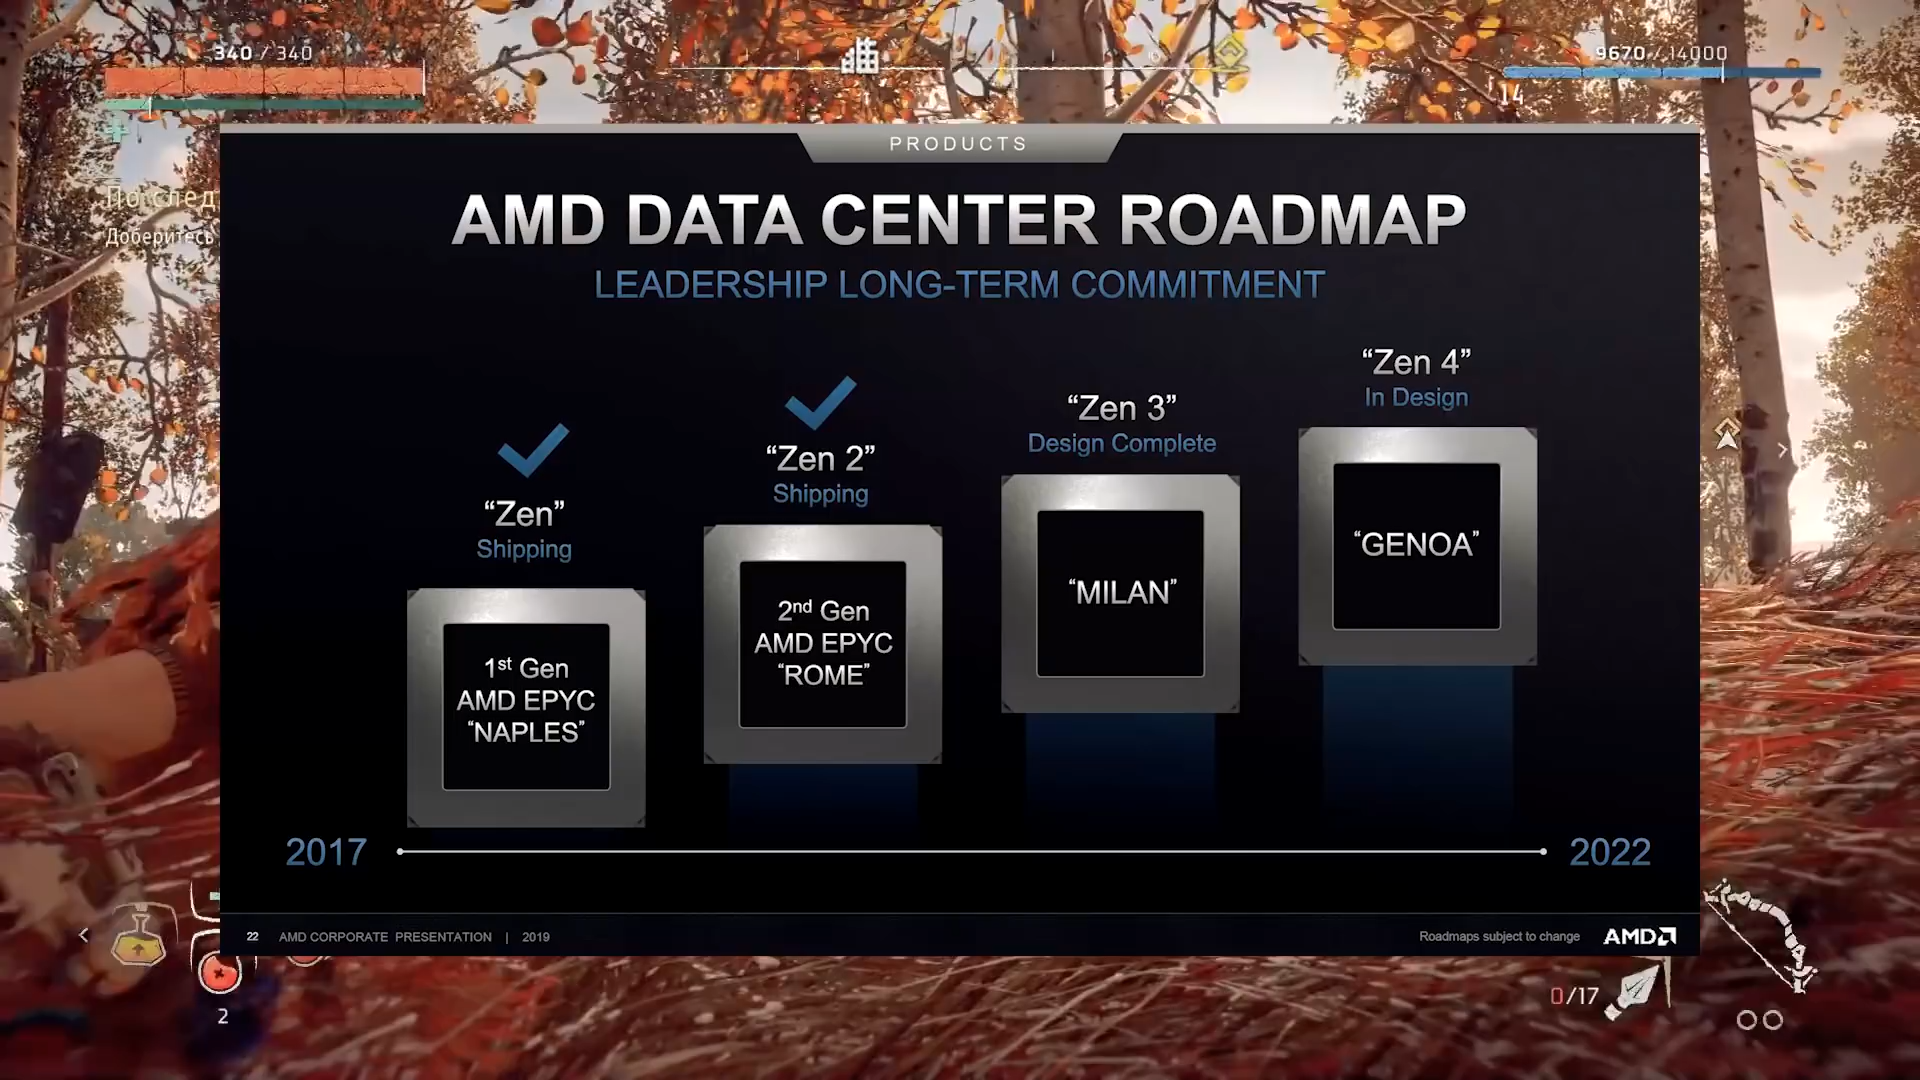 340 / 340
9670 / 14000
14
PRODUCTS
По след
Доберитесь
AMD DATA CENTER ROADMAP
LEADERSHIP LONG-TERM COMMITMENT
“Zen”
Shipping
1st Gen
AMD EPYC
“NAPLES”
“Zen 2”
Shipping
2nd Gen
AMD EPYC
“ROME”
“Zen 3”
Design Complete
“MILAN”
“Zen 4”
In Design
“GENOA”
2017
2022
22 AMD CORPORATE PRESENTATION | 2019
Roadmaps subject to change AMD
0/17
2